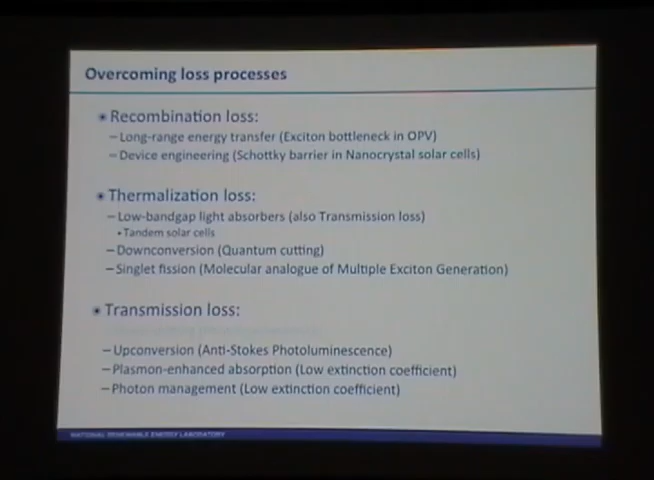 Overcoming loss processes
• Recombination loss:
–Long-range energy transfer (Exciton bottleneck in OPV)
–Device engineering (Schottky barrier in Nanocrystal solar cells)
• Thermalization loss:
–Low-bandgap light absorbers (also Transmission loss)
• Tandem solar cells
–Downconversion (Quantum cutting)
–Singlet fission (Molecular analogue of Multiple Exciton Generation)
• Transmission loss:
–Upconversion (Anti-Stokes Photoluminescence)
–Plasmon-enhanced absorption (Low extinction coefficient)
–Photon management (Low extinction coefficient)
NATIONAL RENEWABLE ENERGY LABORATORY